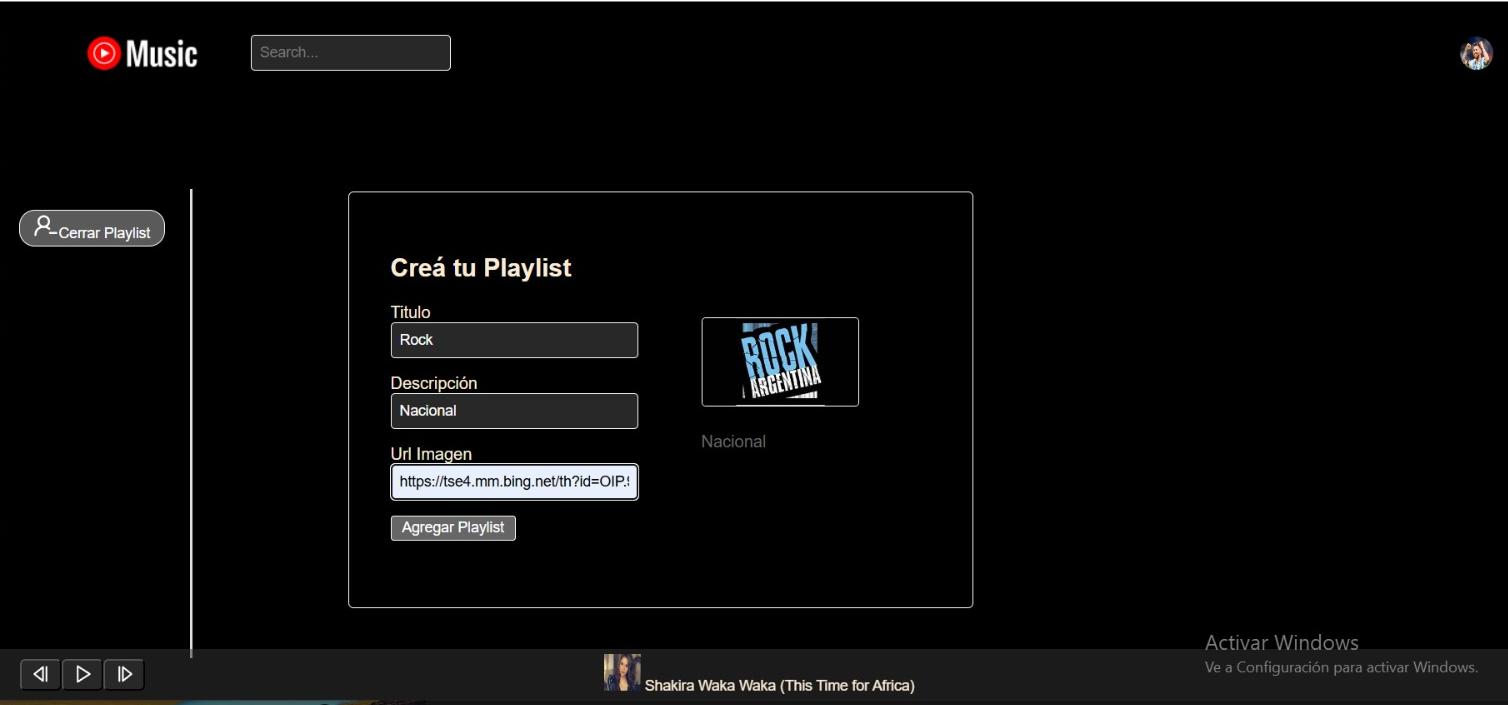 Music
Search...
Cerrar Playlist
Creá tu Playlist
Titulo
Rock
Descripción
Nacional
Url Imagen
https://tse4.mm.bing.net/th?id=OIP.
Agregar Playlist
ROCK
ARGENTINA
Nacional
Activar Windows
Ve a Configuración para activar Windows.
Shakira Waka Waka (This Time for Africa)